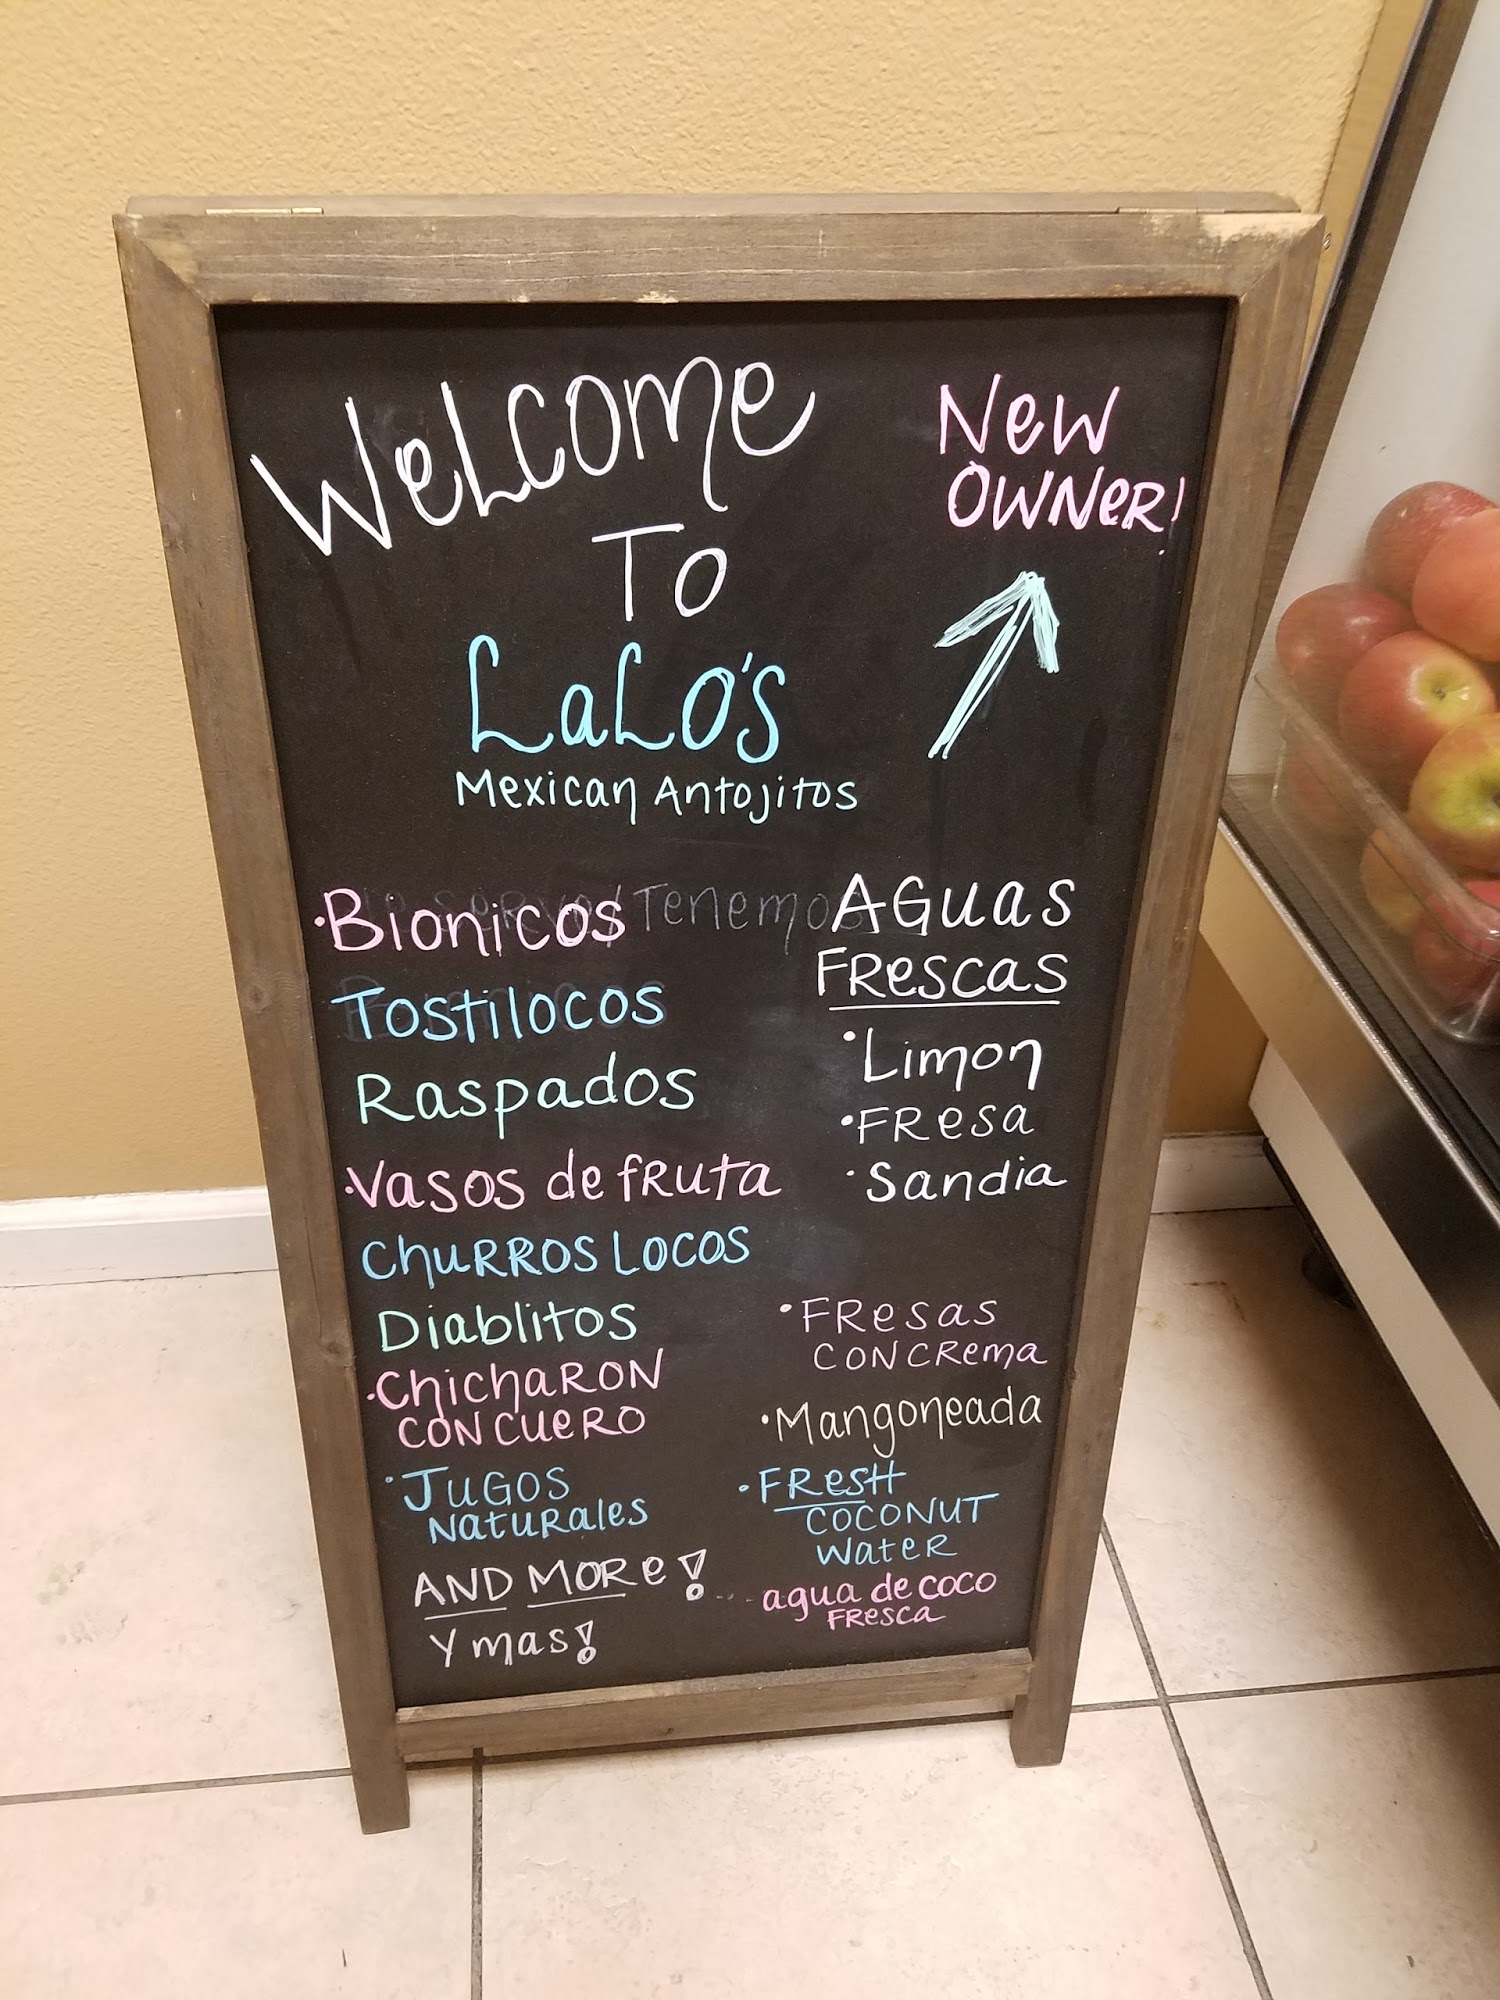 WeLcome
To
LaLo's
Mexican Antojitos
New
OWNeR!
·Bionicos
Tostilocos
Raspados
·Vasos de fruta
Churros Locos
Diablitos
·ChichaRON
CON CueRO
·JUGOS
NatuRales
AND MORe!
Y mas!
Tenemos
AGuas
FRescas
·Limon
·FResa
·Sandia
·FResas
CON CRema
·Mangoneada
·FResH
COCONUT
WateR
agua de coco
FResca